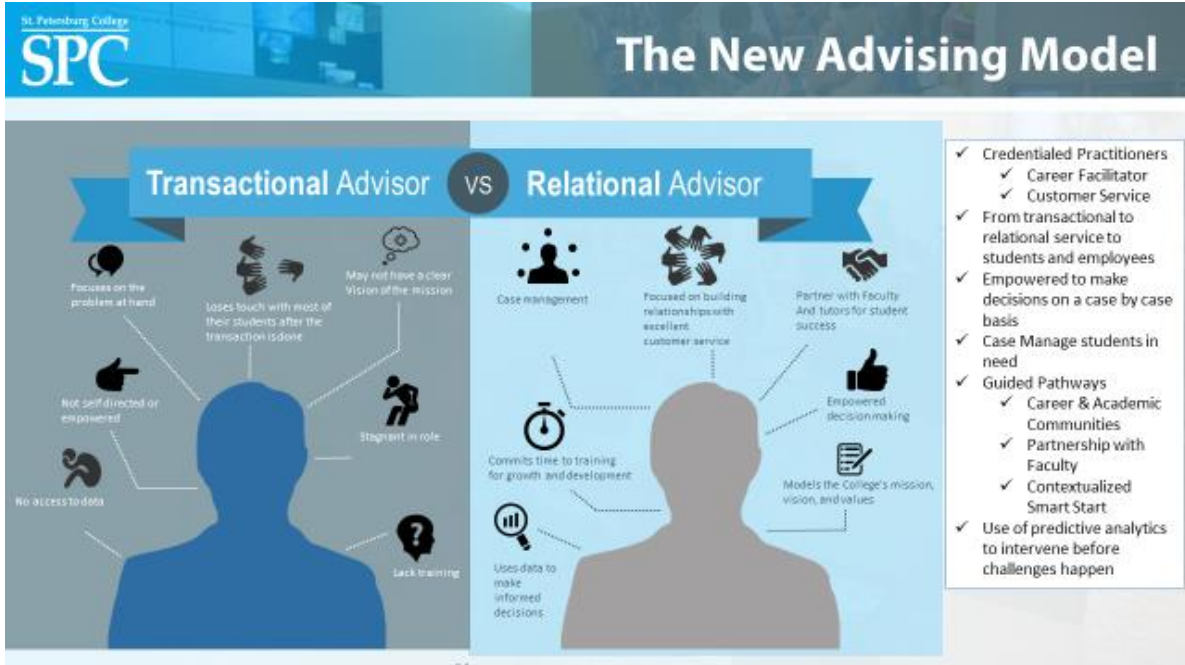 St. Petersburg College
SPC
The New Advising Model
Transactional Advisor
VS
Relational Advisor
Focuses on the
problem at hand
Loses touch with most of
their students after the
transaction is done
May not have a clear
Vision of the mission
Not self directed or
empowered
Stagnant in role
No access to data
?
Lack training
Case management
Focused on building
relationships with
excellent
customer service
Partner with Faculty
And tutors for student
success
Empowered
decision making
Commits time to training
for growth and development
Models the College's mission,
vision, and values
Uses data to
make
informed
decisions
✓ Credentialed Practitioners
✓ Career Facilitator
✓ Customer Service
✓ From transactional to
relational service to
students and employees
✓ Empowered to make
decisions on a case by case
basis
✓ Case Manage students in
need
✓ Guided Pathways
✓ Career & Academic
Communities
✓ Partnership with
Faculty
✓ Contextualized
Smart Start
✓ Use of predictive analytics
to intervene before
challenges happen